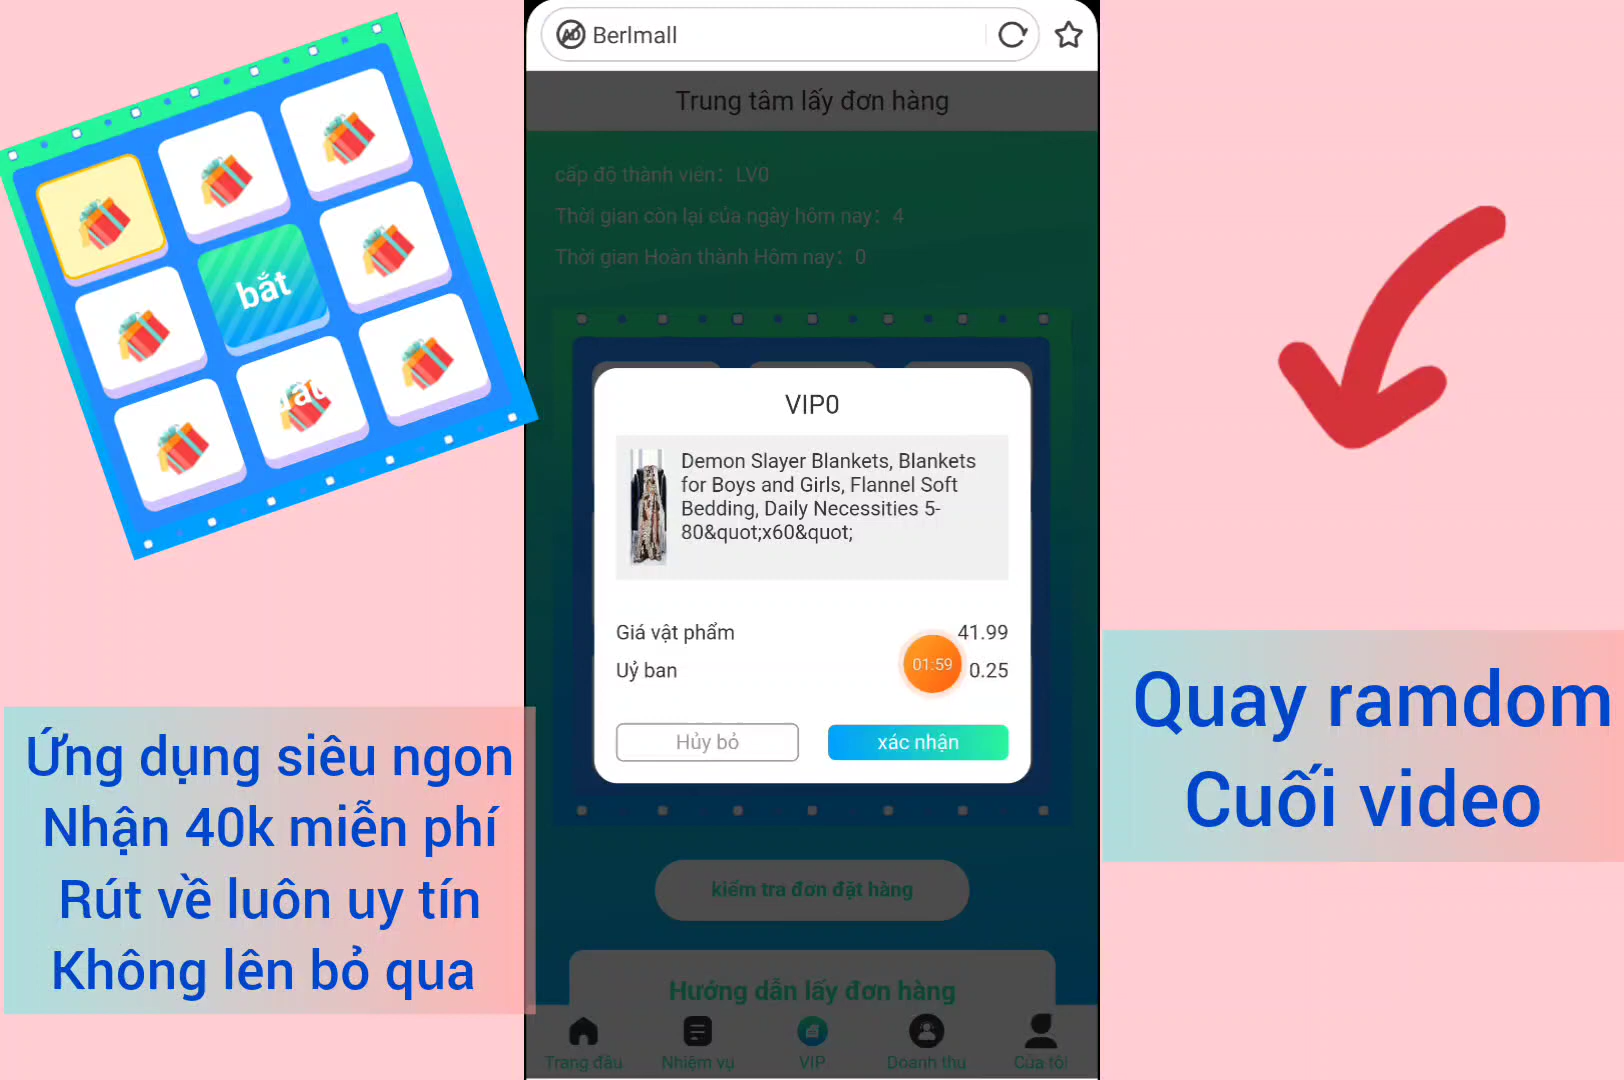 Berlmall
Trung tâm lấy đơn hàng
cấp độ thành viên: LV0
Thời gian còn lại của ngày hôm nay: 4
Thời gian Hoàn thành Hôm nay: 0
bắt
VIP0
Demon Slayer Blankets, Blankets
for Boys and Girls, Flannel Soft
Bedding, Daily Necessities 5-
80&quot;x60&quot;
Giá vật phẩm 41.99
Uỷ ban 0.25
01:59
Hủy bỏ
xác nhận
kiểm tra đơn đặt hàng
Hướng dẫn lấy đơn hàng
Trang đầu
Nhiệm vụ
VIP
Doanh thu
Của tôi
Ứng dụng siêu ngon
Nhận 40k miễn phí
Rút về luôn uy tín
Không lên bỏ qua
Quay ramdom
Cuối video